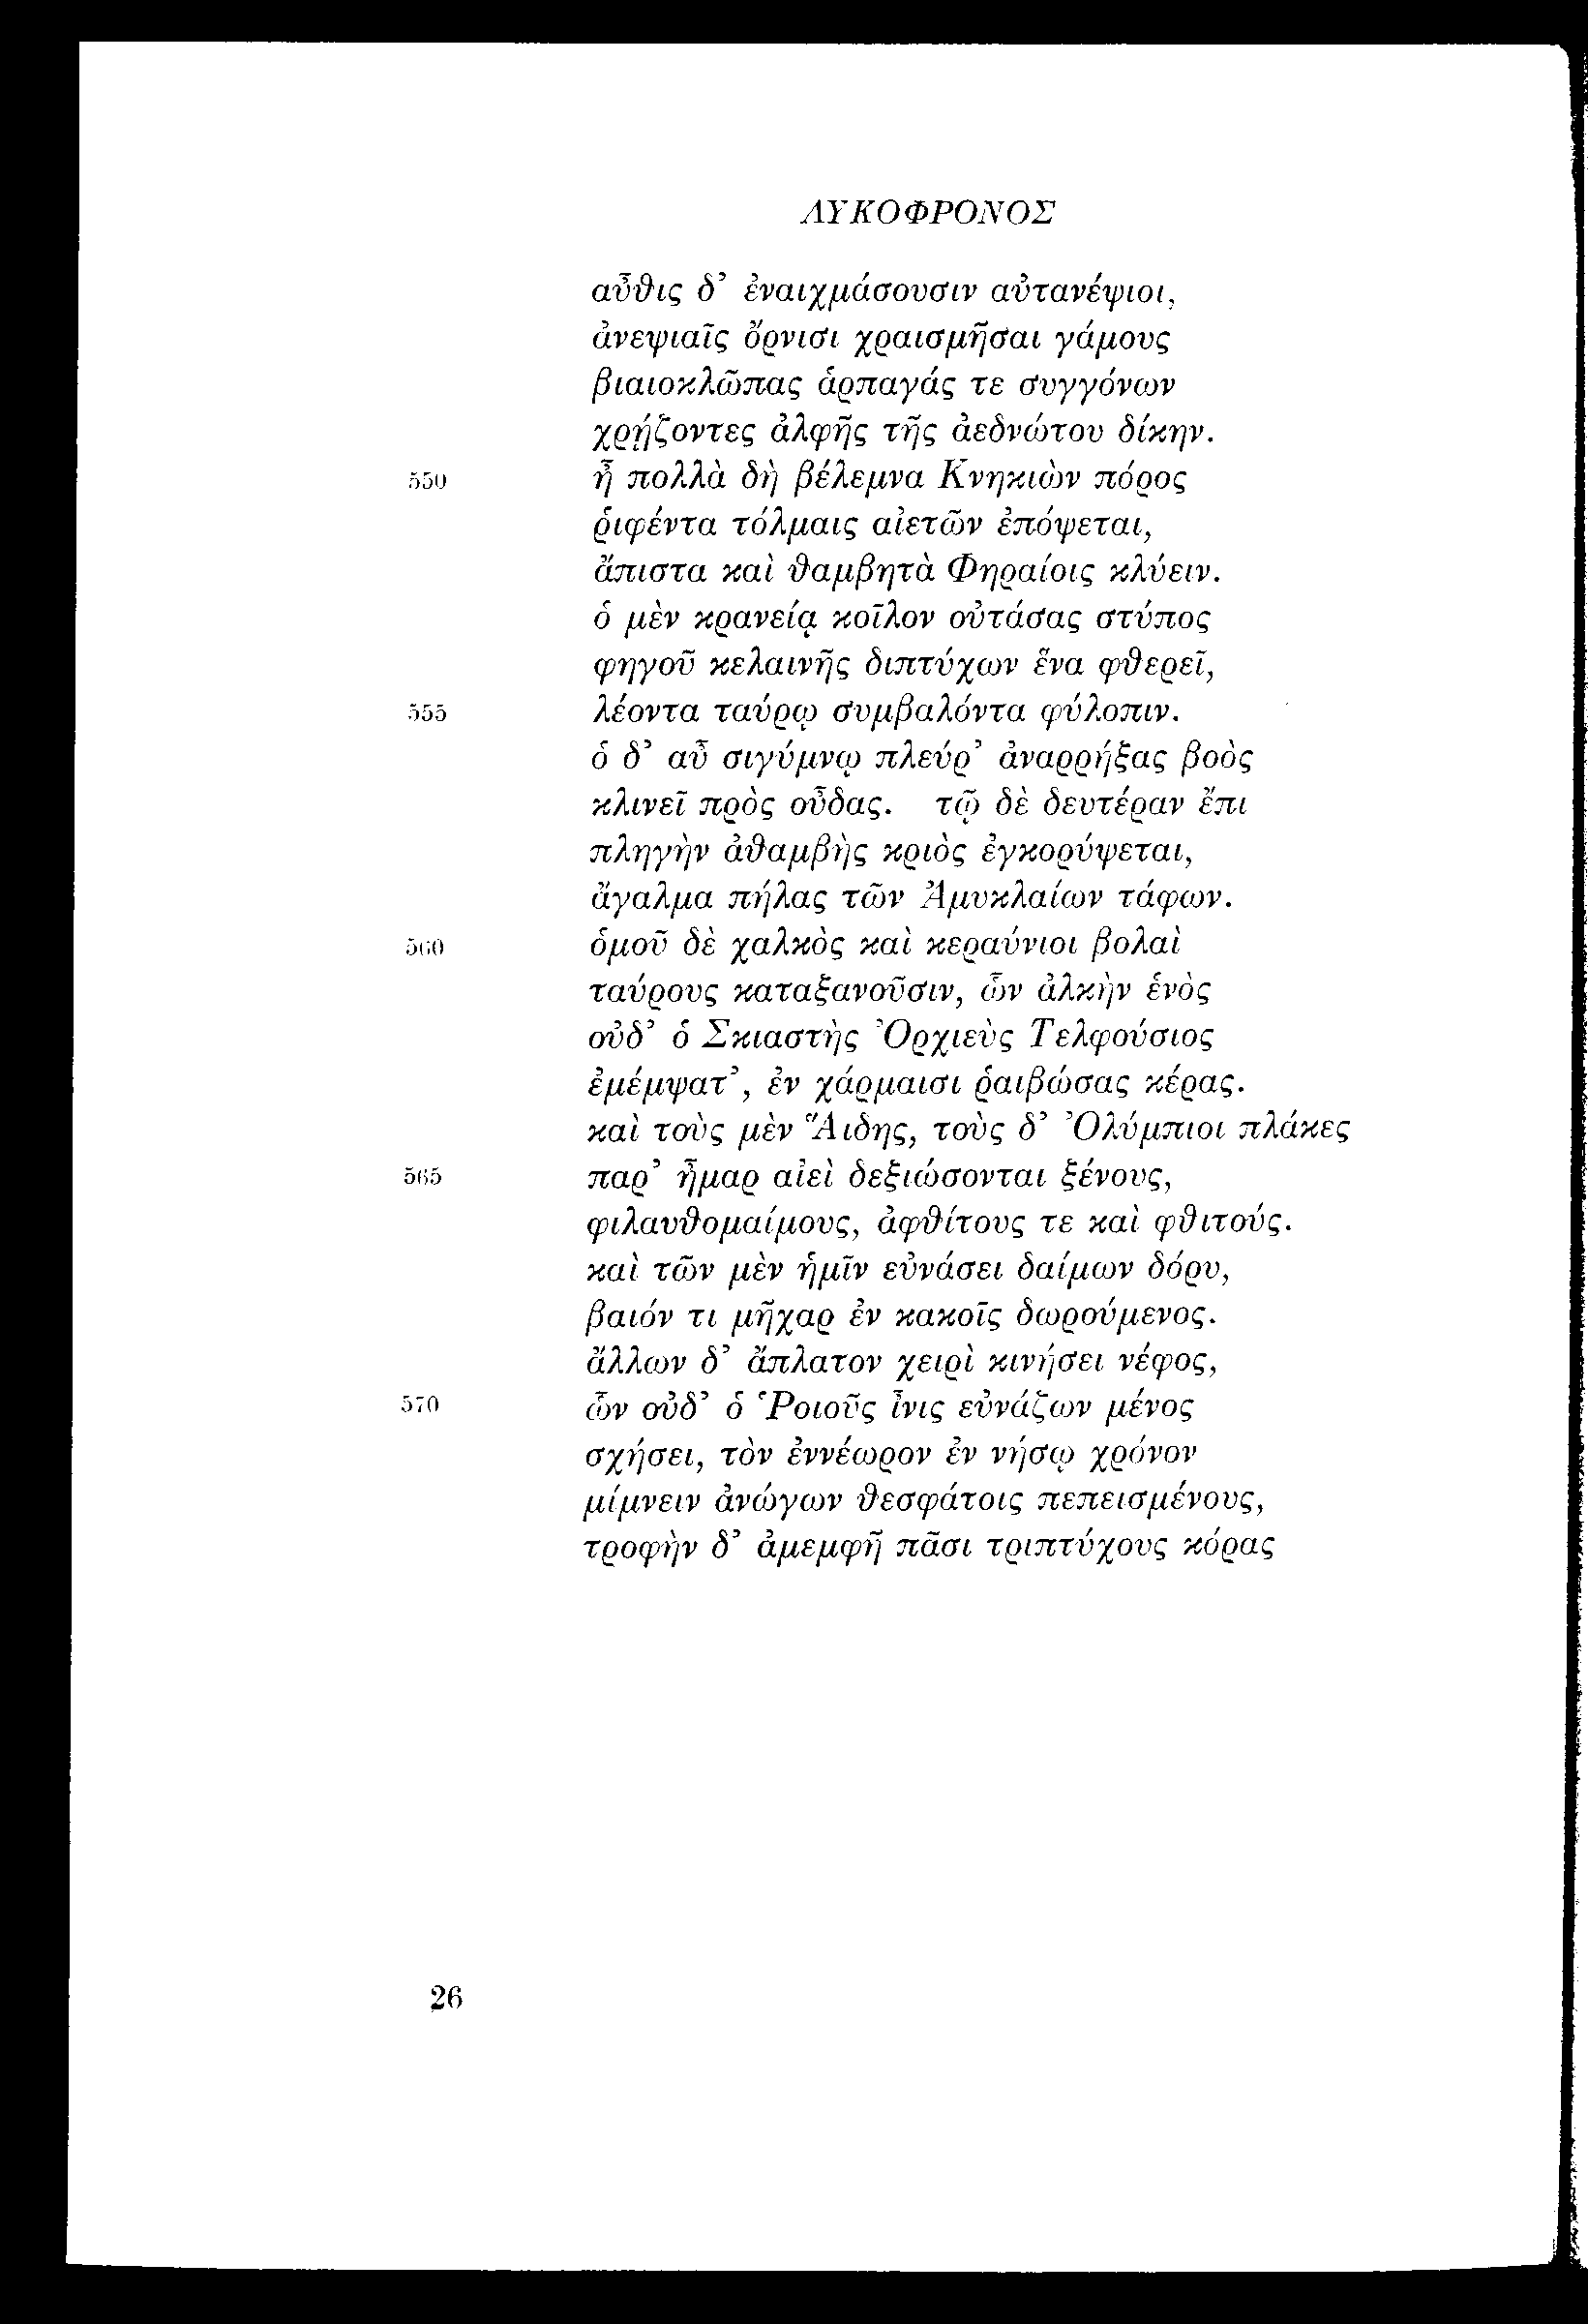 ΛΥΚΟΦΡΟΝΟΣ
αὖθις δ’ ἐναιχμάσουσιν αὐτανέψιοι,
ἀνεψιαῖς ὄρνισι χραισμῆσαι γάμους
βιαιοκλῶπας ἁρπαγάς τε συγγόνων
χρῄζοντες ἀλφῆς τῆς ἀεδνώτου δίκην.
550 ἦ πολλὰ δὴ βέλεμνα Κνηκιὼν πόρος
ῥιφέντα τόλμαις αἰετῶν ἐπόψεται,
ἄπιστα καὶ θαμβητὰ Φηραίοις κλύειν.
ὁ μὲν κρανείᾳ κοῖλον οὐτάσας στύπος
φηγοῦ κελαινῆς διπτύχων ἕνα φθερεῖ,
555 λέοντα ταύρῳ συμβαλόντα φύλοπιν.
ὁ δ’ αὖ σιγύμνῳ πλεύρ’ ἀναρρήξας βοὸς
κλινεῖ πρὸς οὖδας. τῷ δὲ δευτέραν ἔπι
πληγὴν ἀθαμβὴς κριὸς ἐγκορύψεται,
ἄγαλμα πήλας τῶν Ἀμυκλαίων τάφων.
560 ὁμοῦ δὲ χαλκὸς καὶ κεραύνιοι βολαὶ
ταύρους καταξανοῦσιν, ὧν ἀλκὴν ἑνὸς
οὐδ’ ὁ Σκιαστὴς Ὀρχιεὺς Τελφούσιος
ἐμέμψατ’, ἐν χάρμαισι ῥαιβώσας κέρας.
καὶ τοὺς μὲν Ἅιδης, τοὺς δ’ Ὀλύμπιοι πλάκες
565 παρ’ ἦμαρ αἰεὶ δεξιώσονται ξένους,
φιλαυθομαίμους, ἀφθίτους τε καὶ φθιτούς.
καὶ τῶν μὲν ἡμῖν εὐνάσει δαίμων δόρυ,
βαιόν τι μῆχαρ ἐν κακοῖς δωρούμενος.
ἄλλων δ’ ἄπλατον χειρὶ κινήσει νέφος,
570 ὧν οὐδ’ ὁ Ῥοιοῦς ἶνις εὐνάζων μένος
σχήσει, τὸν ἐννέωρον ἐν νήσῳ χρόνον
μίμνειν ἀνώγων θεσφάτοις πεπεισμένους,
τροφὴν δ’ ἀμεμφῆ πᾶσι τριπτύχους κόρας
26